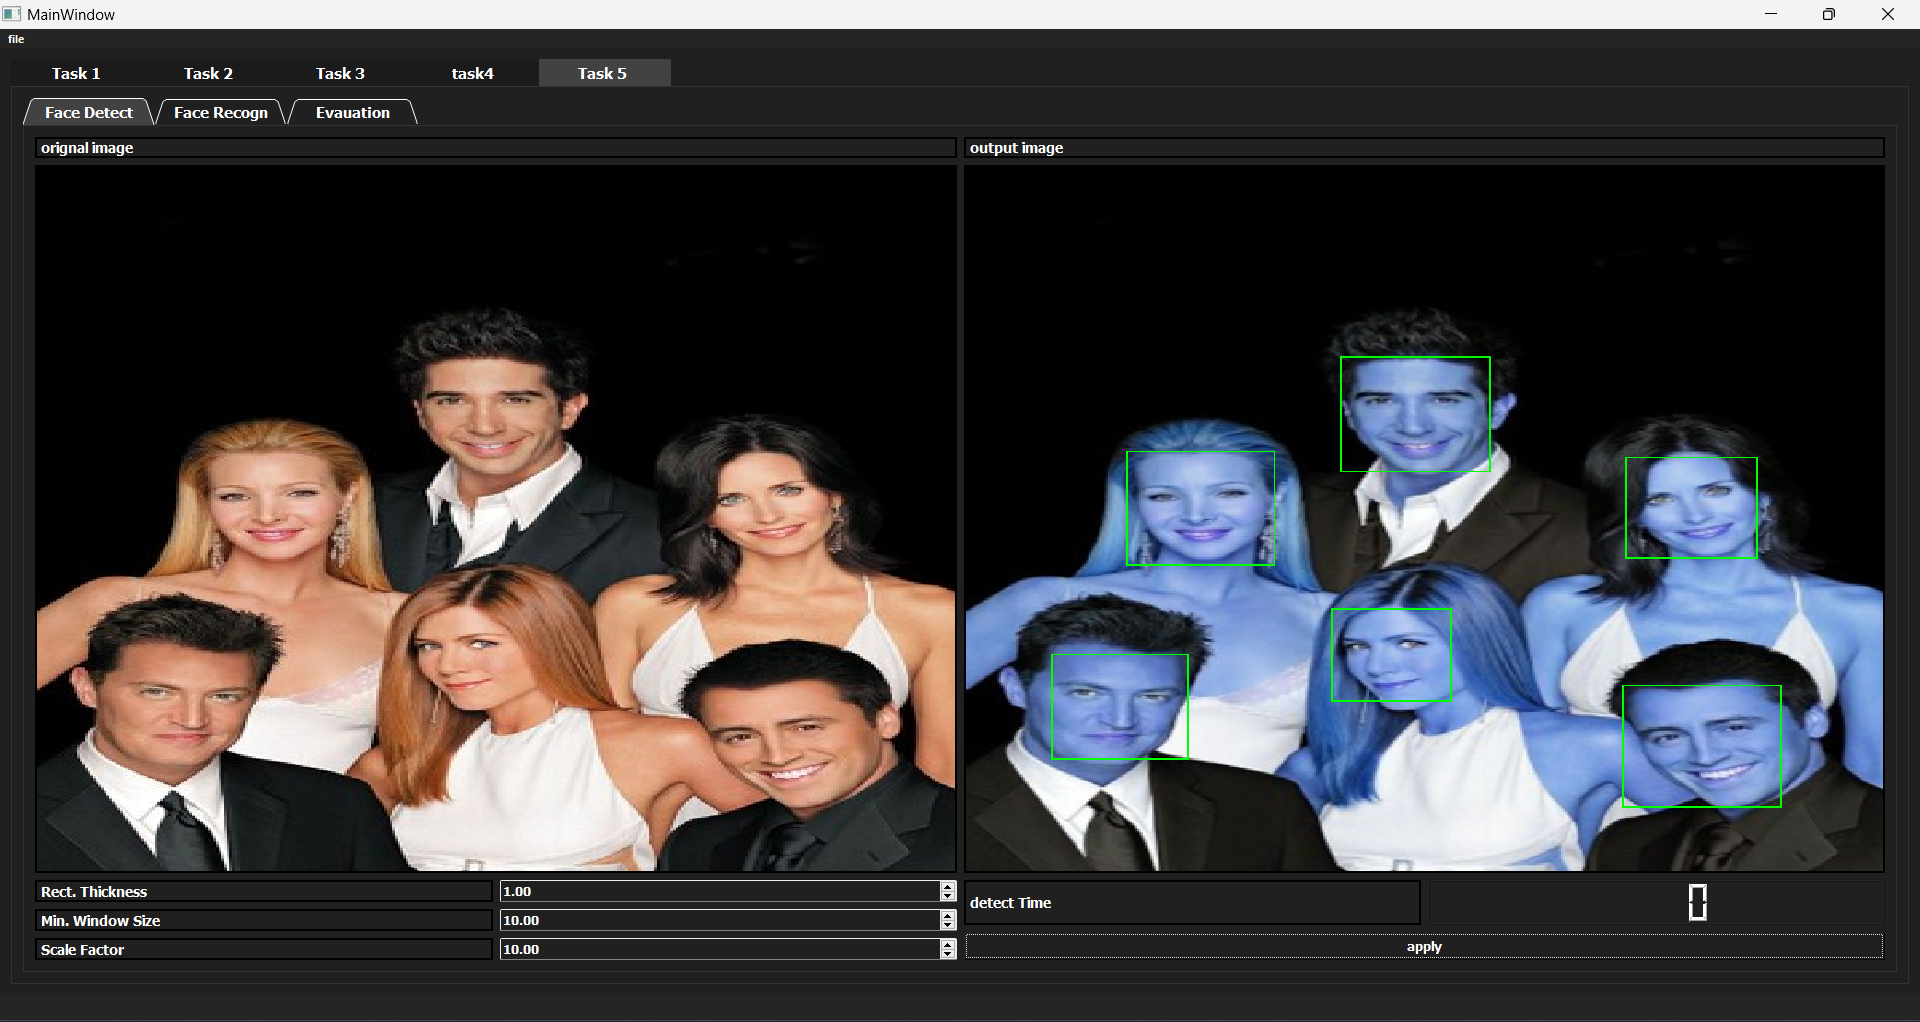 MainWindow
file
Task 1 Task 2 Task 3 task4 Task 5
Face Detect Face Recogn Evauation
orignal image output image
Rect. Thickness 1.00
Min. Window Size 10.00
Scale Factor 10.00
detect Time 0
apply